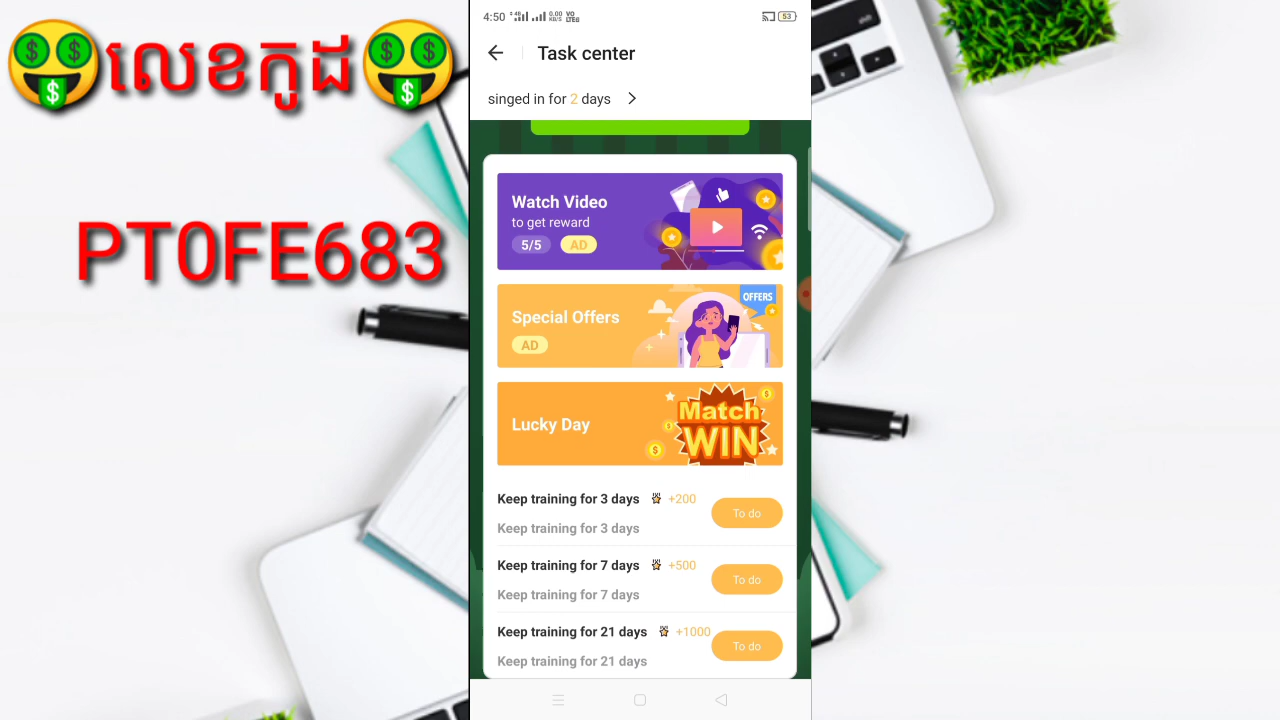 លេខកូដ
PT0FE683
4:50
53
Task center
singed in for 2 days
Watch Video
to get reward
5/5 AD
OFFERS
Special Offers
AD
Lucky Day
Match
WIN
Keep training for 3 days +200
Keep training for 3 days
To do
Keep training for 7 days +500
Keep training for 7 days
To do
Keep training for 21 days +1000
Keep training for 21 days
To do